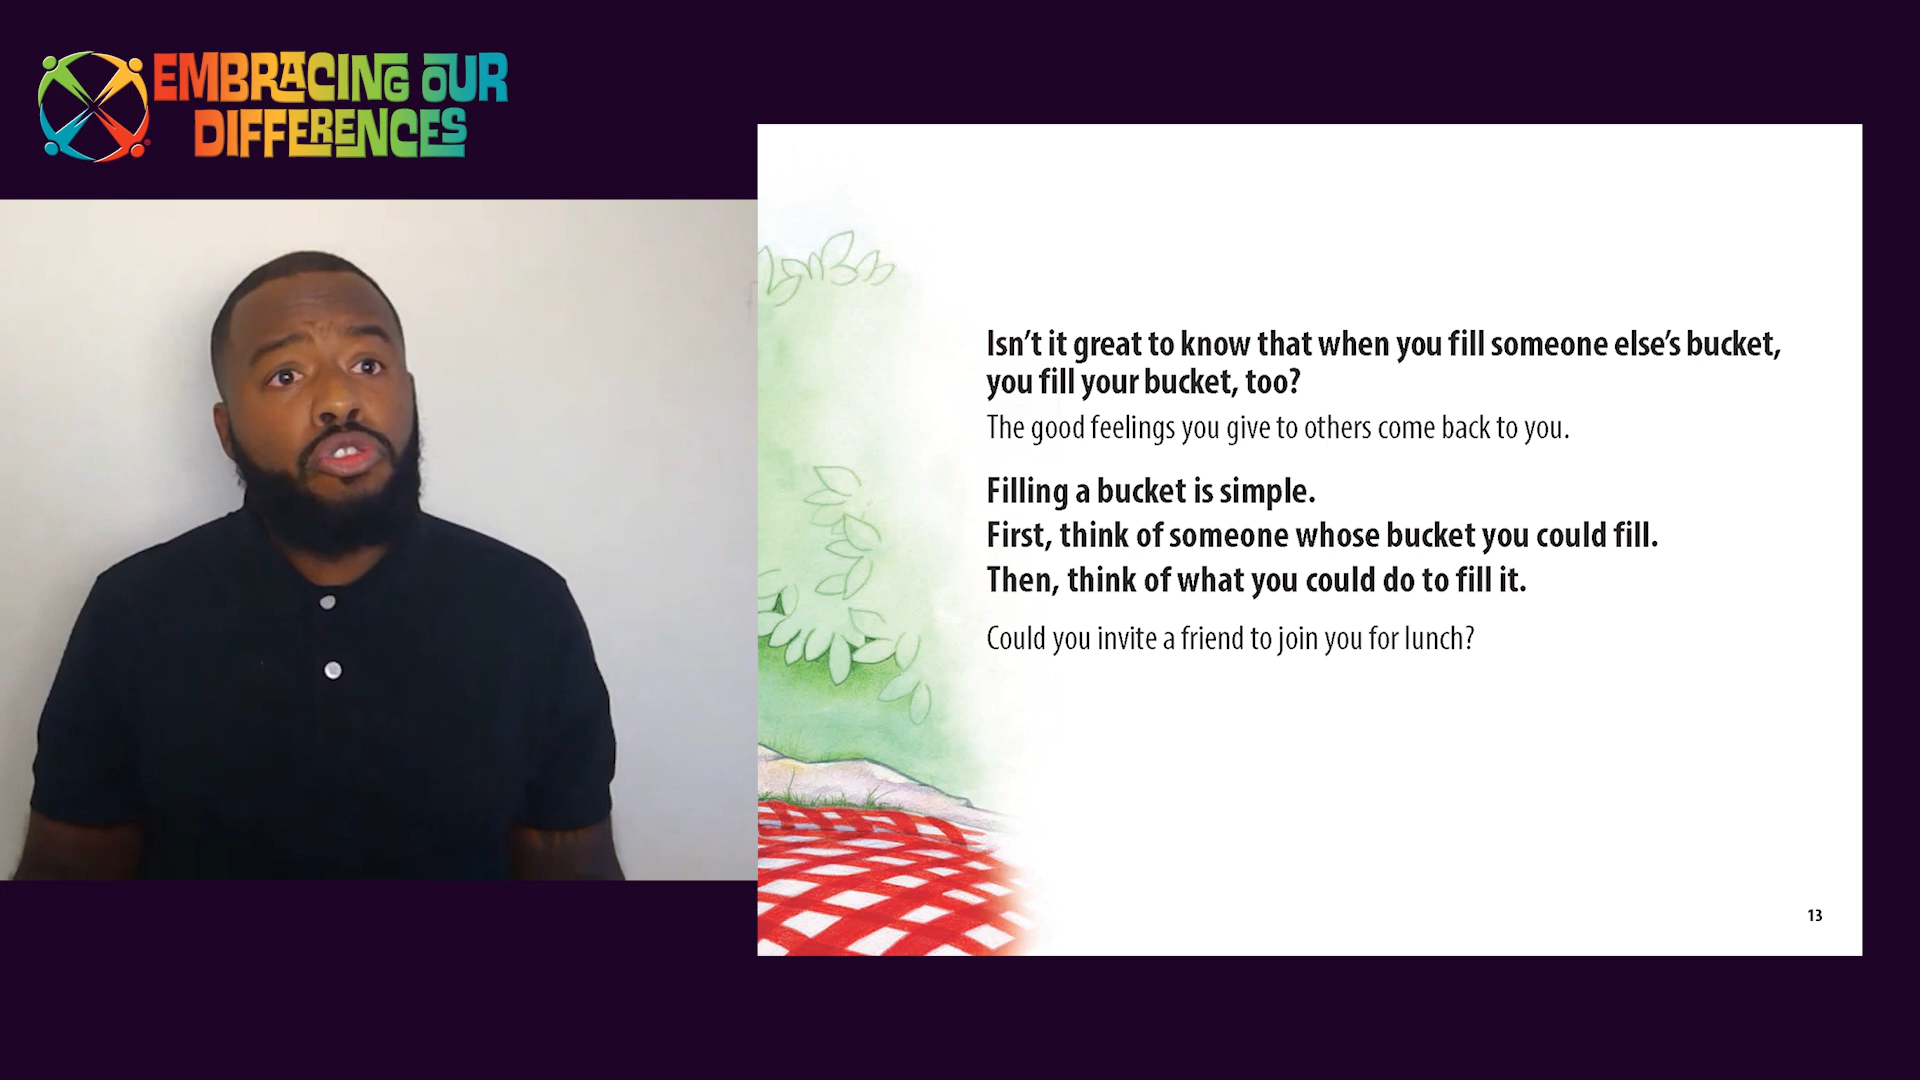 EMBRACING OUR
DIFFERENCES
Isn’t it great to know that when you fill someone else’s bucket,
you fill your bucket, too?
The good feelings you give to others come back to you.
Filling a bucket is simple.
First, think of someone whose bucket you could fill.
Then, think of what you could do to fill it.
Could you invite a friend to join you for lunch?
13